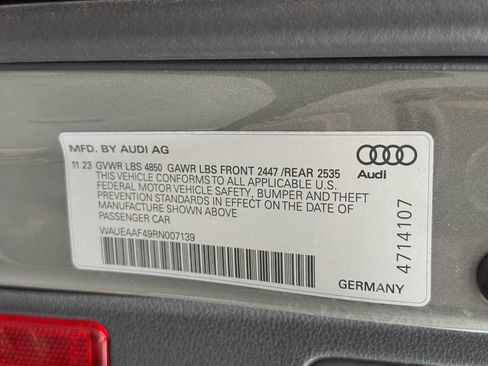 MFD. BY AUDI AG
11 23 GVWR LBS 4850 GAWR LBS FRONT 2447 /REAR 2535
THIS VEHICLE CONFORMS TO ALL APPLICABLE U.S.
FEDERAL MOTOR VEHICLE SAFETY, BUMPER AND THEFT
PREVENTION STANDARDS IN EFFECT ON THE DATE OF
MANUFACTURE SHOWN ABOVE
PASSENGER CAR
WAUEAAF49RN007139
Audi
4714107
GERMANY